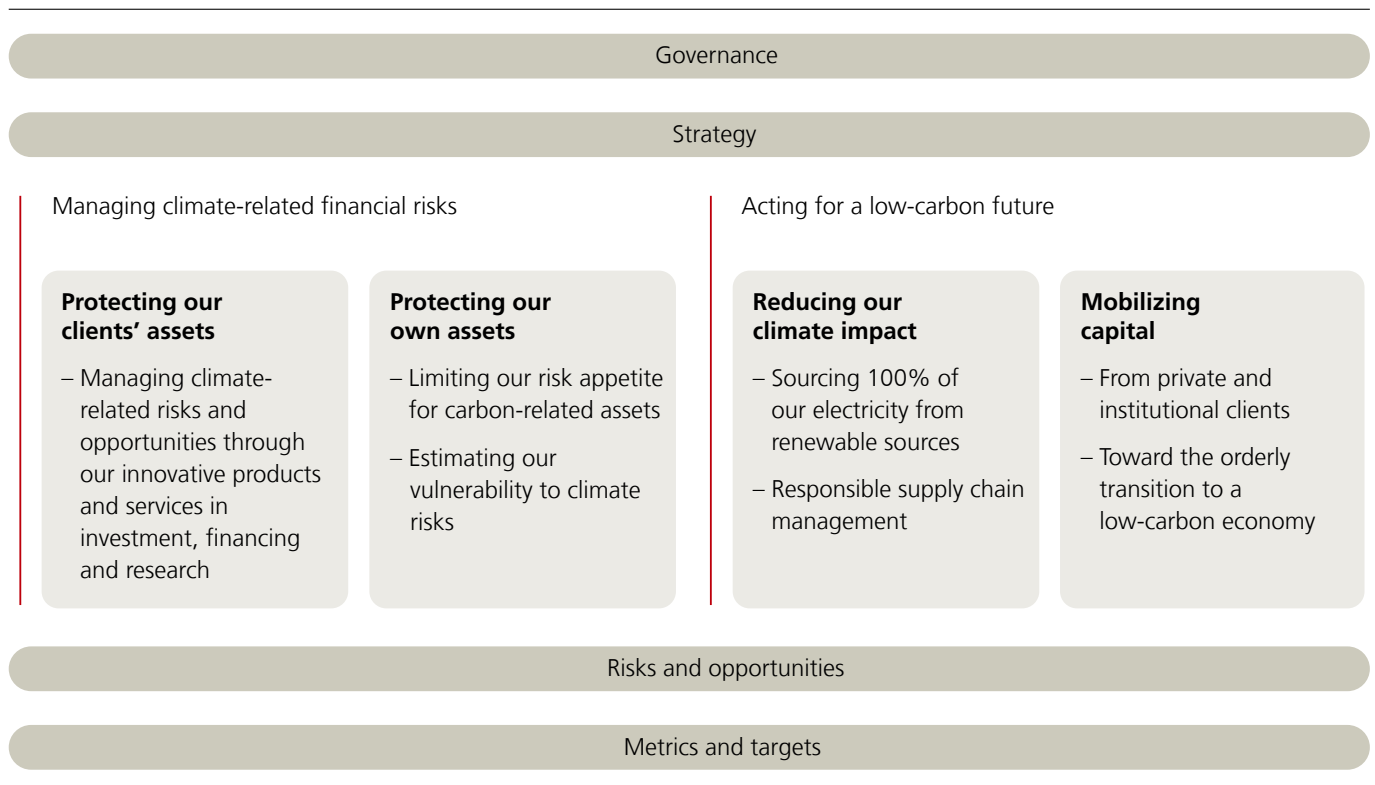 Governance
Strategy
Managing climate-related financial risks
Protecting our
clients’ assets
– Managing climate-
related risks and
opportunities through
our innovative products
and services in
investment, financing
and research
Protecting our
own assets
– Limiting our risk appetite
for carbon-related assets
– Estimating our
vulnerability to climate
risks
Acting for a low-carbon future
Reducing our
climate impact
– Sourcing 100% of
our electricity from
renewable sources
– Responsible supply chain
management
Mobilizing
capital
– From private and
institutional clients
– Toward the orderly
transition to a
low-carbon economy
Risks and opportunities
Metrics and targets